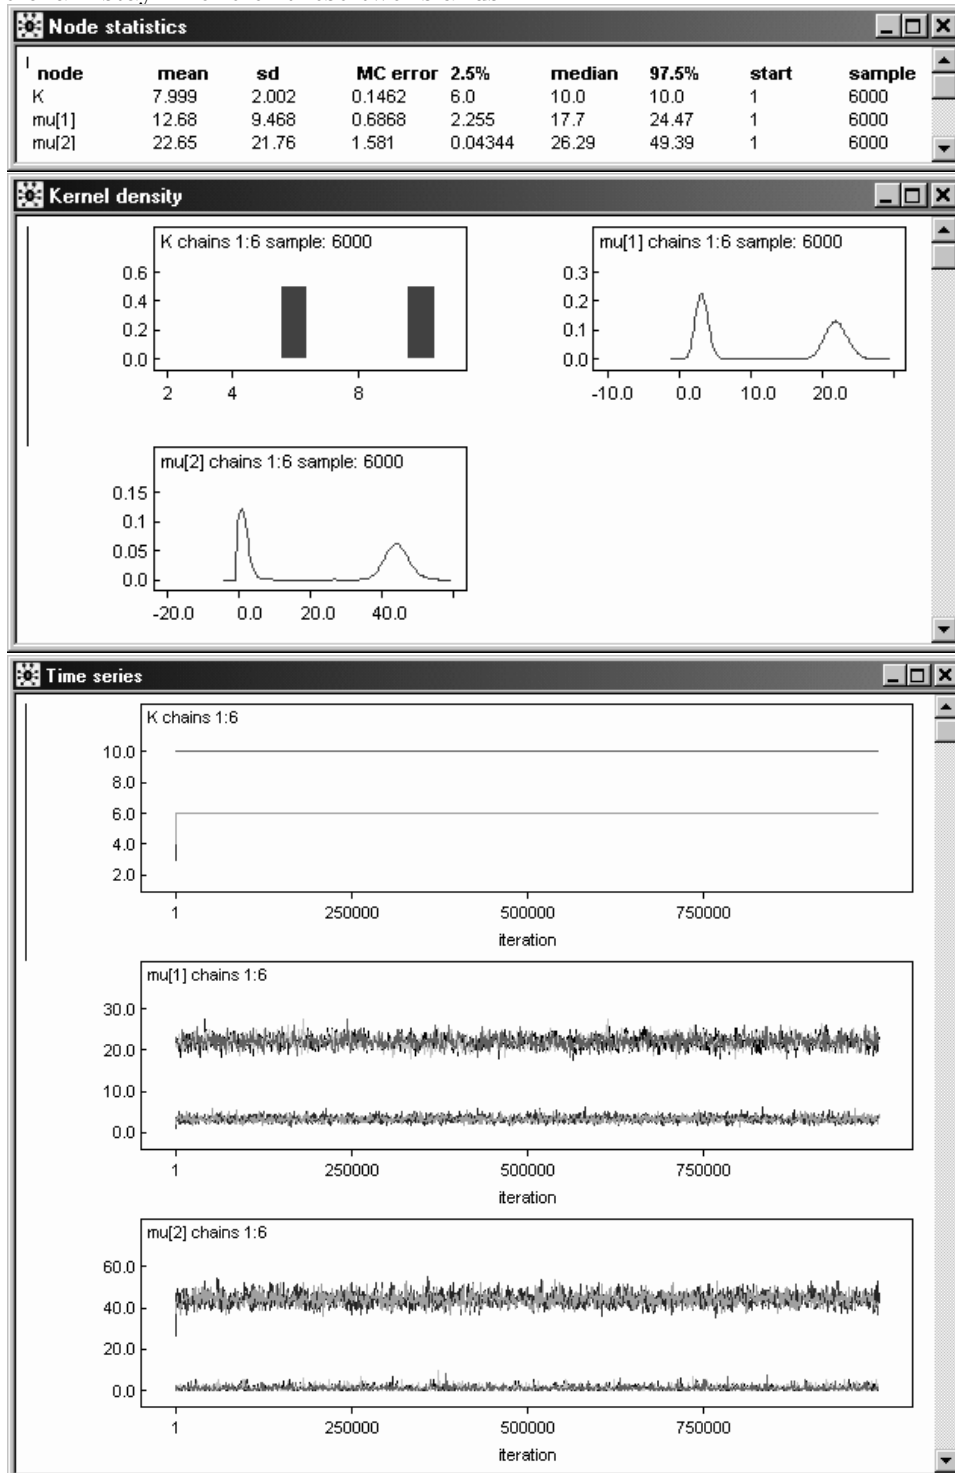 Node statistics
node mean sd MC error 2.5% median 97.5% start sample
K 7.999 2.002 0.1462 6.0 10.0 10.0 1 6000
mu[1] 12.68 9.468 0.6868 2.255 17.7 24.47 1 6000
mu[2] 22.65 21.76 1.581 0.04344 26.29 49.39 1 6000
Kernel density
K chains 1:6 sample: 6000
0.6
0.4
0.2
0.0
2 4 8
mu[1] chains 1:6 sample: 6000
0.3
0.2
0.1
0.0
-10.0 0.0 10.0 20.0
mu[2] chains 1:6 sample: 6000
0.15
0.1
0.05
0.0
-20.0 0.0 20.0 40.0
Time series
K chains 1:6
10.0
8.0
6.0
4.0
2.0
1 250000 500000 750000
iteration
mu[1] chains 1:6
30.0
20.0
10.0
0.0
1 250000 500000 750000
iteration
mu[2] chains 1:6
60.0
40.0
20.0
0.0
1 250000 500000 750000
iteration